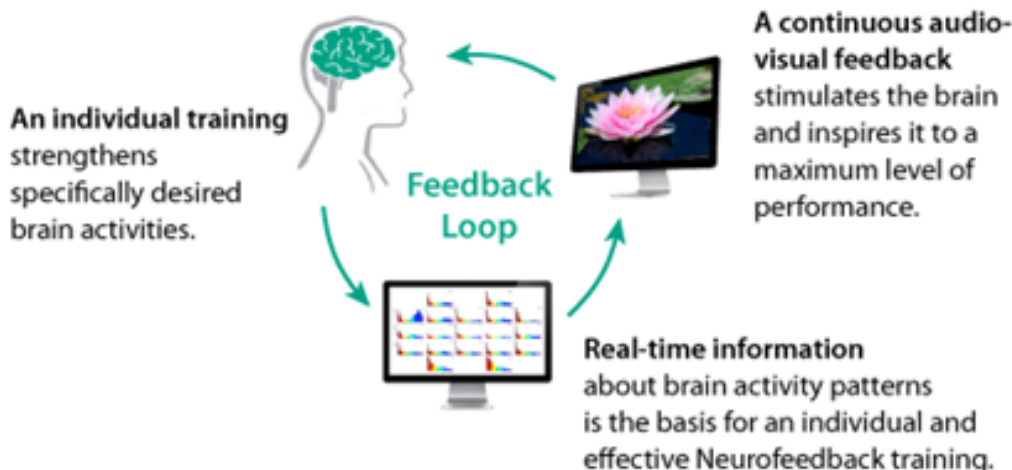 An individual training
strengthens
specifically desired
brain activities.
Feedback
Loop
A continuous audio-
visual feedback
stimulates the brain
and inspires it to a
maximum level of
performance.
Real-time information
about brain activity patterns
is the basis for an individual and
effective Neurofeedback training.